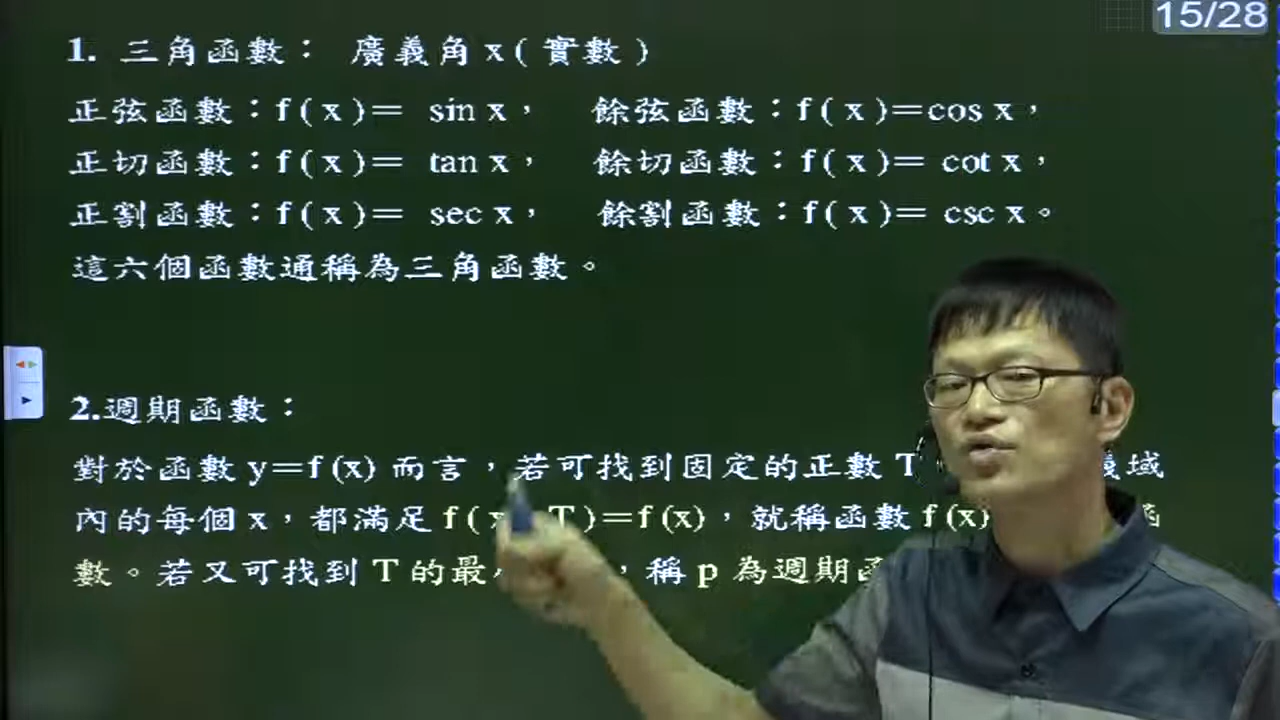 15/28
1. 三角函數： 廣義角 x ( 實數 )
正弦函數：f ( x )＝ sin x， 餘弦函數：f ( x )＝cos x，
正切函數：f ( x )＝ tan x， 餘切函數：f ( x )＝ cot x，
正割函數：f ( x )＝ sec x， 餘割函數：f ( x )＝ csc x。
這六個函數通稱為三角函數。
2.週期函數：
對於函數 y＝f (x) 而言，若可找到固定的正數 T 域
內的每個 x，都滿足 f ( x T )＝f (x)，就稱函數 f (x) 函
數。若又可找到 T 的最 ，稱 p 為週期函